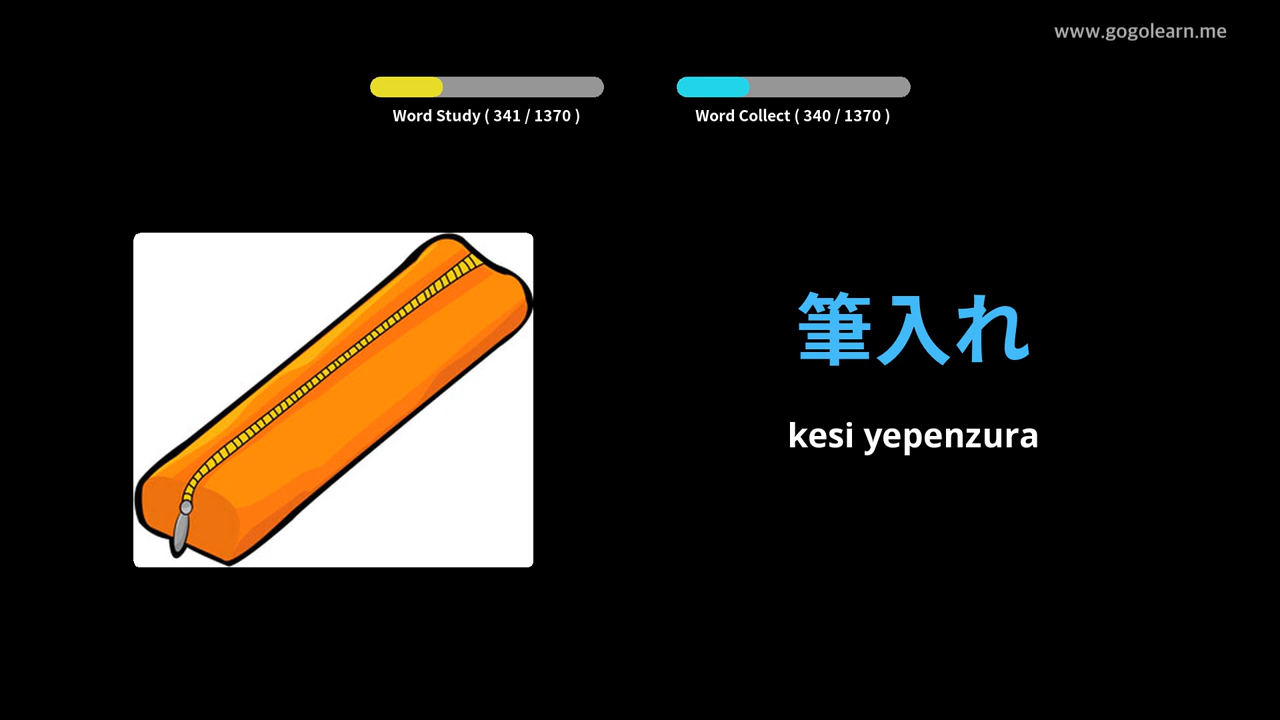 www.gogolearn.me
Word Study ( 341 / 1370 )
Word Collect ( 340 / 1370 )
筆入れ
kesi yepenzura